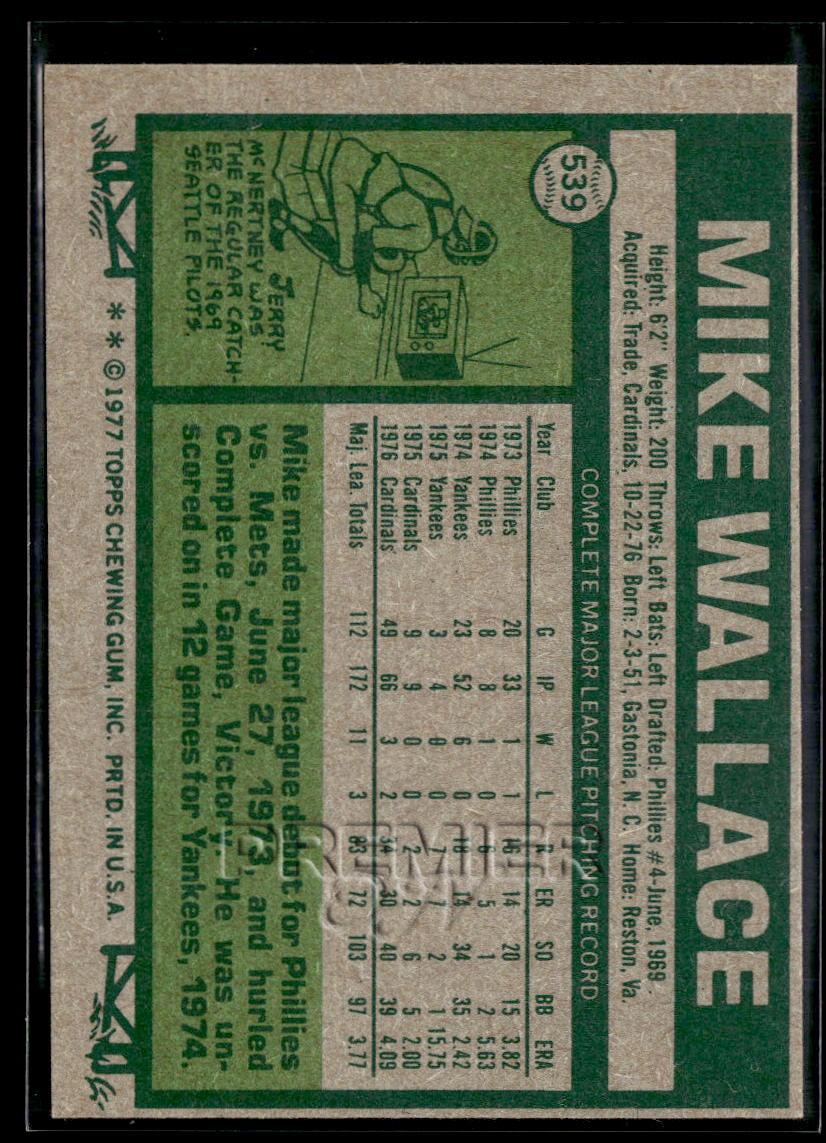 539
MIKE WALLACE
Height: 6'2" Weight: 200 Throws: Left Bats: Left Drafted: Phillies #4-June, 1969.
Acquired: Trade, Cardinals, 10-22-76 Born: 2-3-51, Gastonia, N. C. Home: Reston, Va.
COMPLETE MAJOR LEAGUE PITCHING RECORD
Year Club G IP W L R ER SO BB ERA
1973 Phillies 20 33 1 1 16 14 20 15 3.82
1974 Phillies 8 8 1 0 6 5 1 2 5.63
1974 Yankees 23 52 6 0 18 14 34 35 2.42
1975 Yankees 3 4 0 0 7 7 2 1 15.75
1975 Cardinals 9 9 0 0 2 2 6 5 2.00
1976 Cardinals 49 66 3 2 34 30 40 39 4.09
Maj. Lea. Totals 112 172 11 3 83 72 103 97 3.77
JERRY
McNERTNEY WAS
THE REGULAR CATCH-
ER OF THE 1969
SEATTLE PILOTS.
Mike made major league debut for Phillies
vs. Mets, June 27, 1973, and hurled
Complete Game, Victory. He was un-
scored on in 12 games for Yankees, 1974.
* * © 1977 TOPPS CHEWING GUM, INC. PRTD. IN U.S.A.
PREMIER